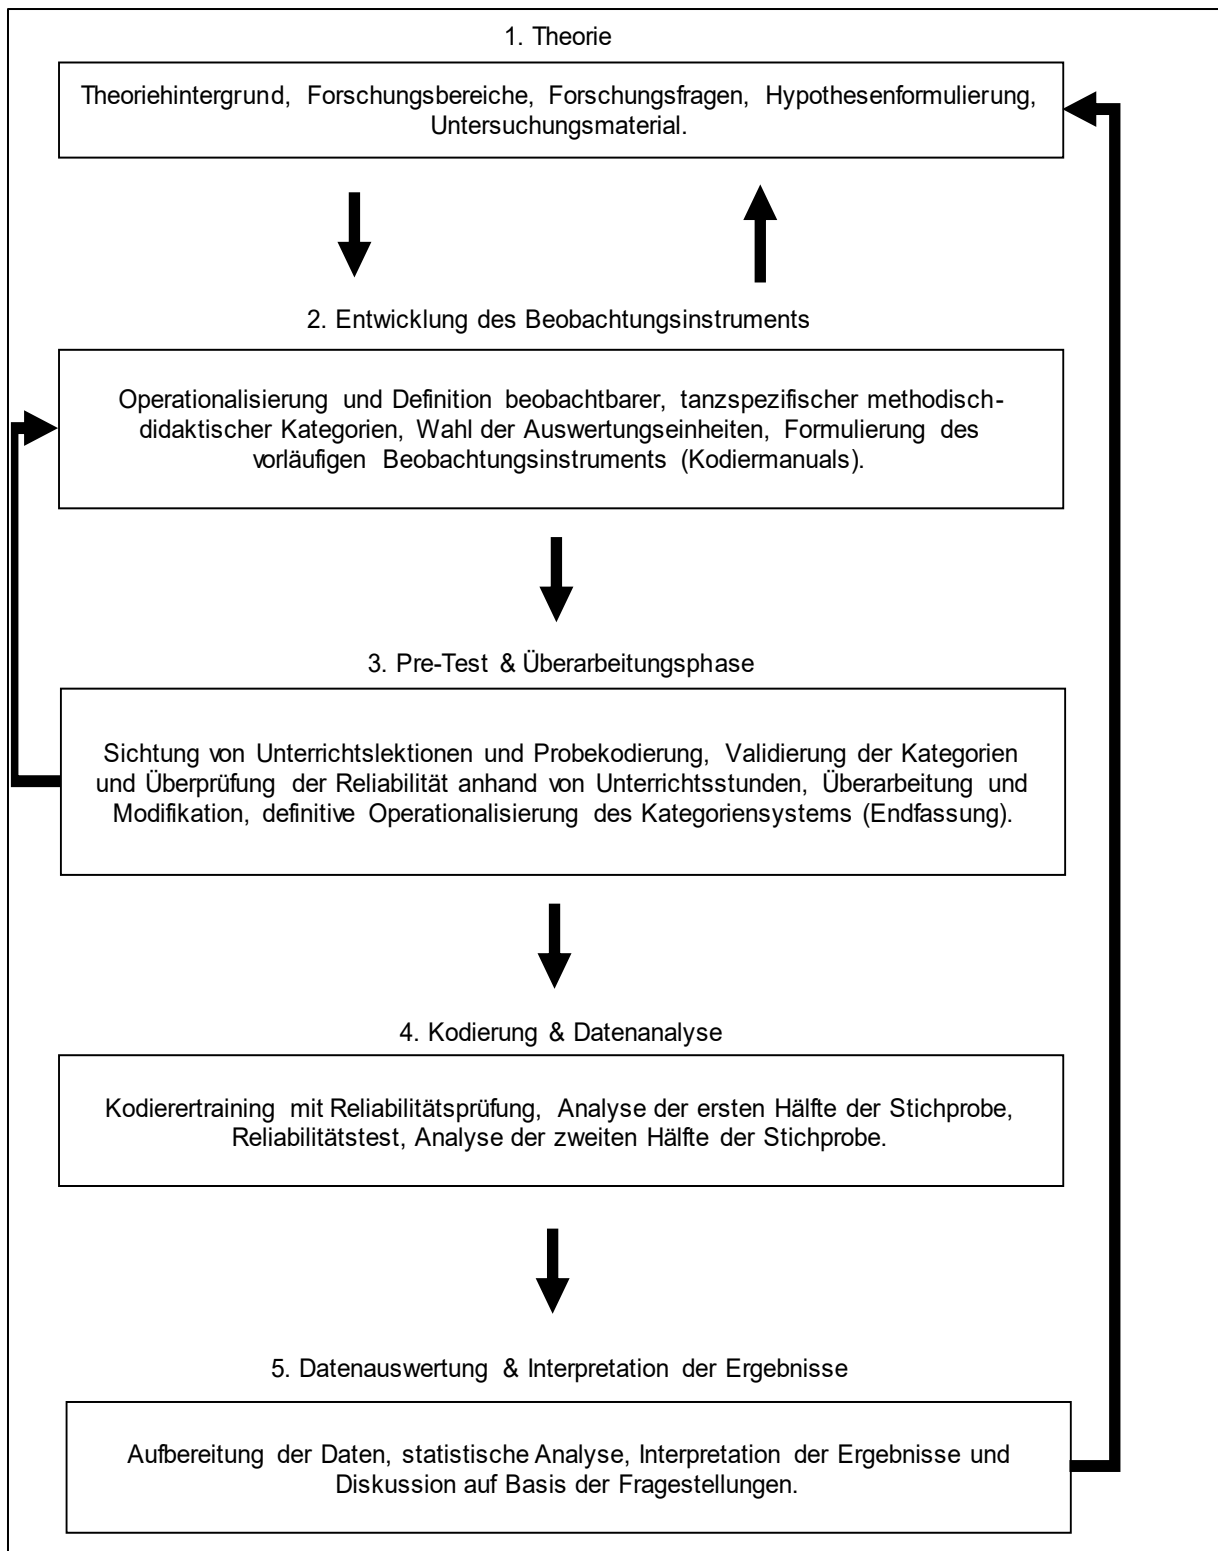 1. Theorie
Theoriehintergrund, Forschungsbereiche, Forschungsfragen, Hypothesenformulierung,
Untersuchungsmaterial.
2. Entwicklung des Beobachtungsinstruments
Operationalisierung und Definition beobachtbarer, tanzspezifischer methodisch-
didaktischer Kategorien, Wahl der Auswertungseinheiten, Formulierung des
vorläufigen Beobachtungsinstruments (Kodiermanuals).
3. Pre-Test & Überarbeitungsphase
Sichtung von Unterrichtslektionen und Probekodierung, Validierung der Kategorien
und Überprüfung der Reliabilität anhand von Unterrichtsstunden, Überarbeitung und
Modifikation, definitive Operationalisierung des Kategoriensystems (Endfassung).
4. Kodierung & Datenanalyse
Kodierertraining mit Reliabilitätsprüfung, Analyse der ersten Hälfte der Stichprobe,
Reliabilitätstest, Analyse der zweiten Hälfte der Stichprobe.
5. Datenauswertung & Interpretation der Ergebnisse
Aufbereitung der Daten, statistische Analyse, Interpretation der Ergebnisse und
Diskussion auf Basis der Fragestellungen.